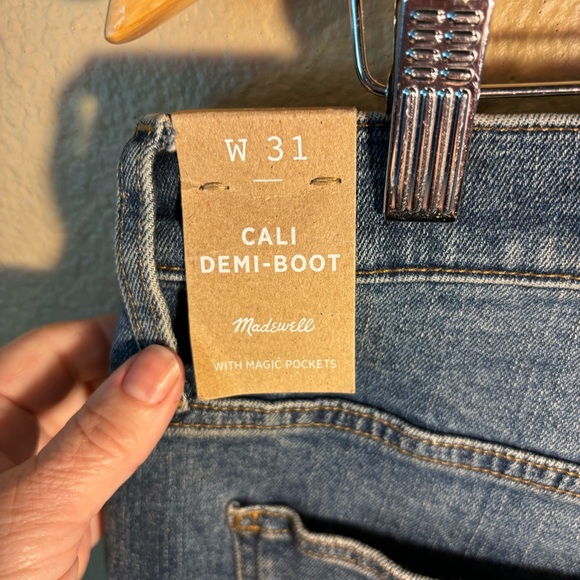 W 31
CALI
DEMI-BOOT
Madewell
WITH MAGIC POCKETS